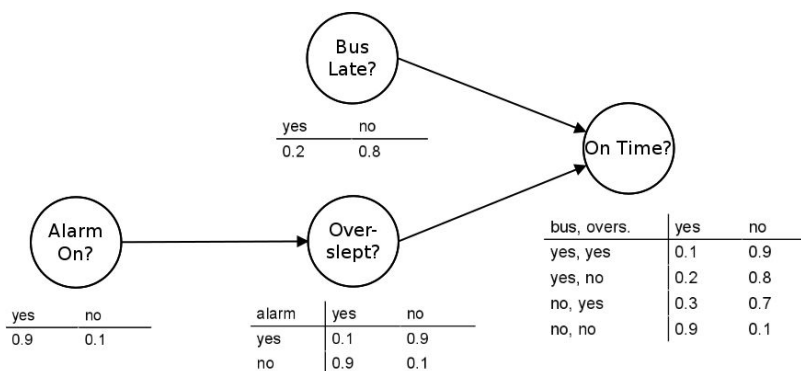 Bus
Late?
yes no
0.2 0.8
On Time?
Alarm
On?
yes no
0.9 0.1
Over-
slept?
alarm yes no
yes 0.1 0.9
no 0.9 0.1
bus, overs. yes no
yes, yes 0.1 0.9
yes, no 0.2 0.8
no, yes 0.3 0.7
no, no 0.9 0.1